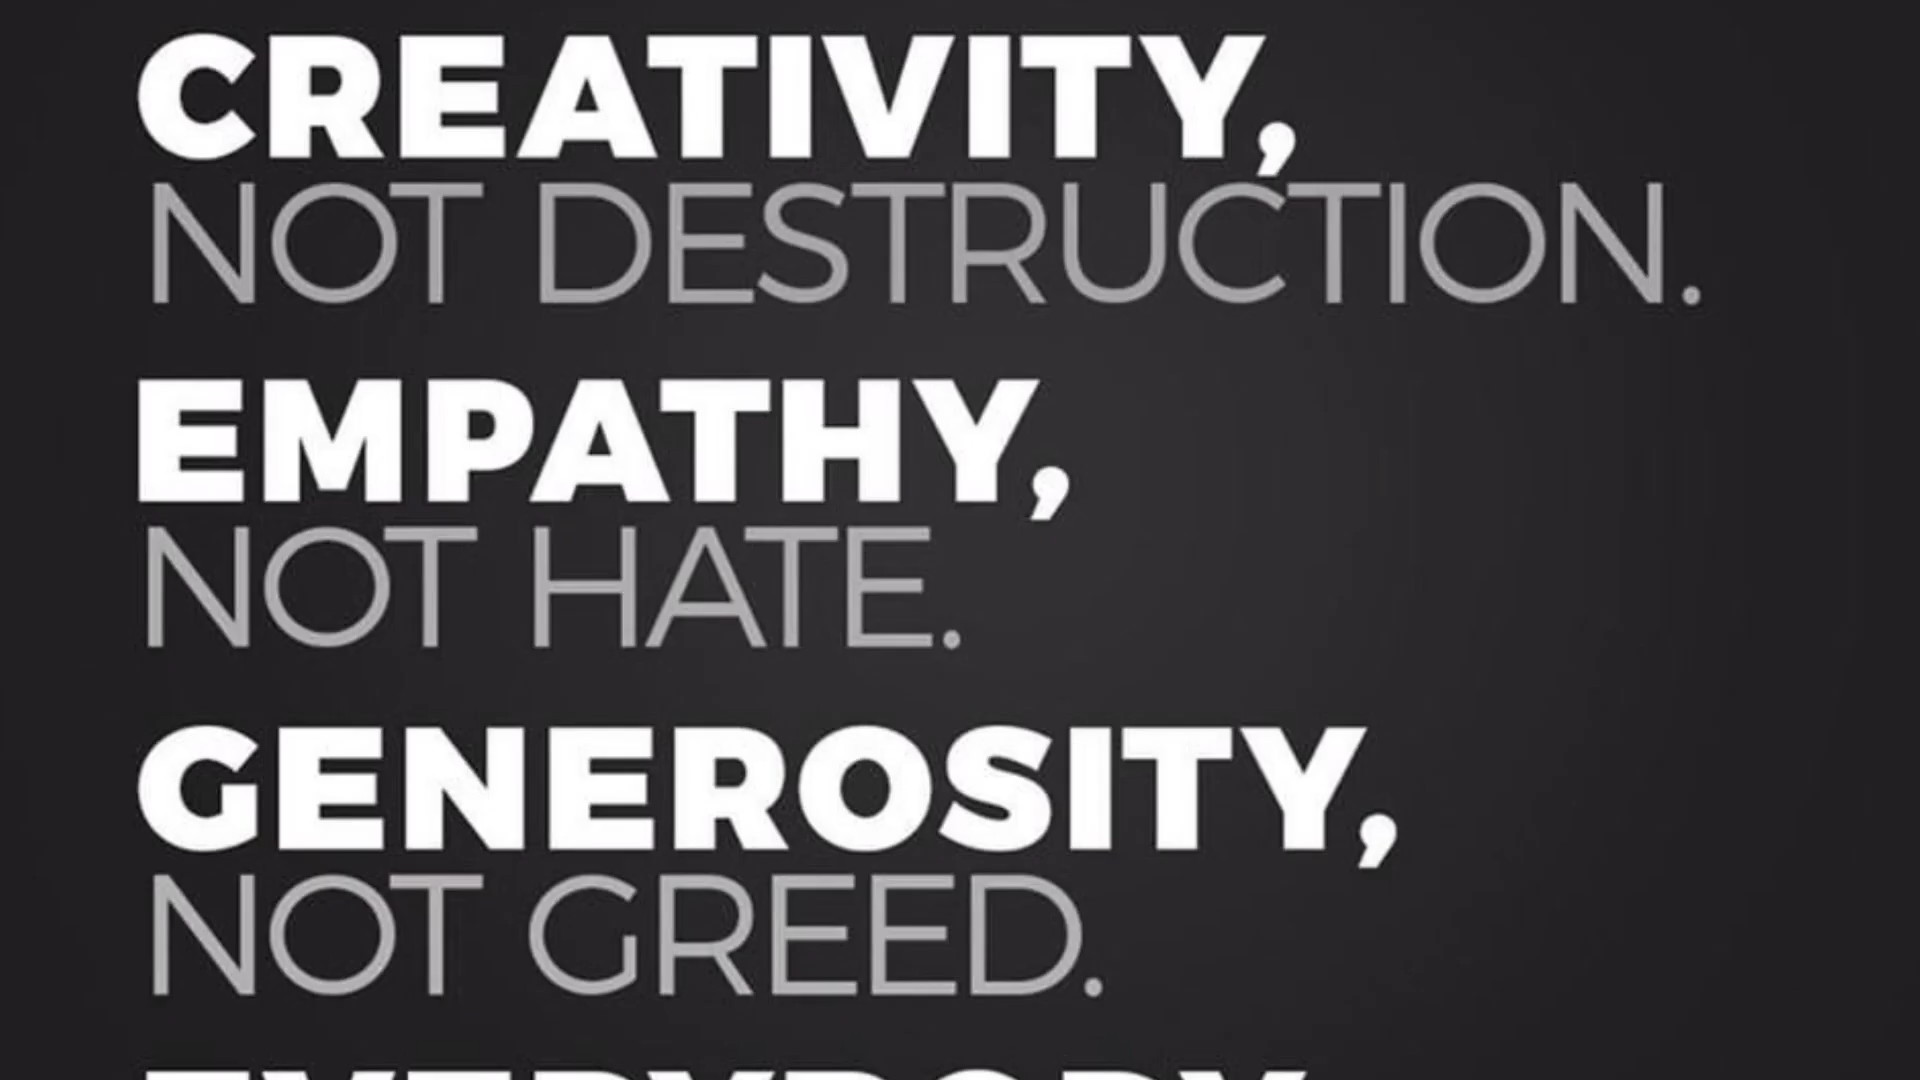 CREATIVITY,
NOT DESTRUCTION.
EMPATHY,
NOT HATE.
GENEROSITY,
NOT GREED.